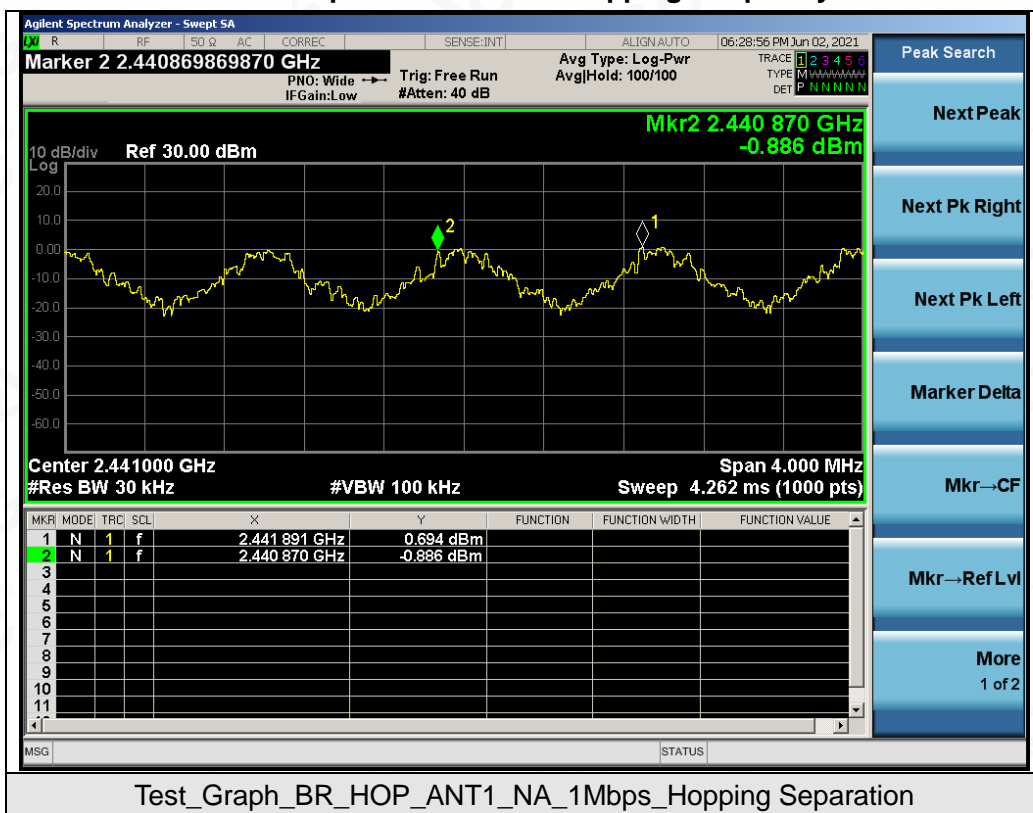 Agilent Spectrum Analyzer - Swept SA
LXI R RF 50 Ω AC CORREC SENSE:INT ALIGN AUTO 06:28:56 PM Jun 02, 2021
Marker 2 2.440869869870 GHz
PNO: Wide
IFGain:Low
Trig: Free Run
#Atten: 40 dB
Avg Type: Log-Pwr
Avg|Hold: 100/100
TRACE 1 2 3 4 5 6
TYPE M WWWWW
DET P N N N N N
Peak Search
Next Peak
Next Pk Right
Next Pk Left
Marker Delta
Mkr→CF
Mkr→Ref Lvl
More
1 of 2
Mkr2 2.440 870 GHz
-0.886 dBm
10 dB/div Ref 30.00 dBm
Log
20.0
10.0
0.00
-10.0
-20.0
-30.0
-40.0
-50.0
-60.0
2
1
Center 2.441000 GHz Span 4.000 MHz
#Res BW 30 kHz #VBW 100 kHz Sweep 4.262 ms (1000 pts)
MKR MODE TRC SCL X Y FUNCTION FUNCTION WIDTH FUNCTION VALUE
1 N 1 f 2.441 891 GHz 0.694 dBm
2 N 1 f 2.440 870 GHz -0.886 dBm
3
4
5
6
7
8
9
10
11
MSG STATUS
Test_Graph_BR_HOP_ANT1_NA_1Mbps_Hopping Separation